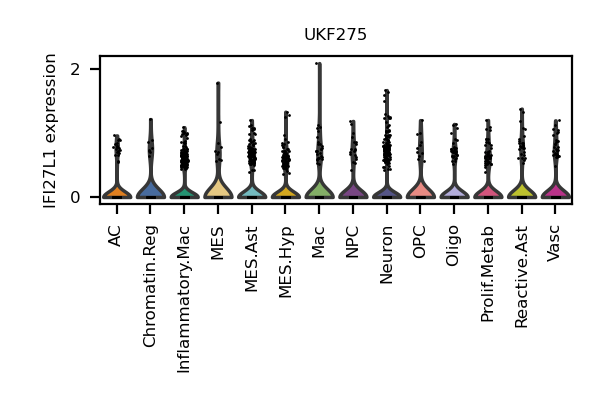 UKF275
IFI27L1 expression
2
0
AC
Chromatin.Reg
Inflammatory.Mac
MES
MES.Ast
MES.Hyp
Mac
NPC
Neuron
OPC
Oligo
Prolif.Metab
Reactive.Ast
Vasc